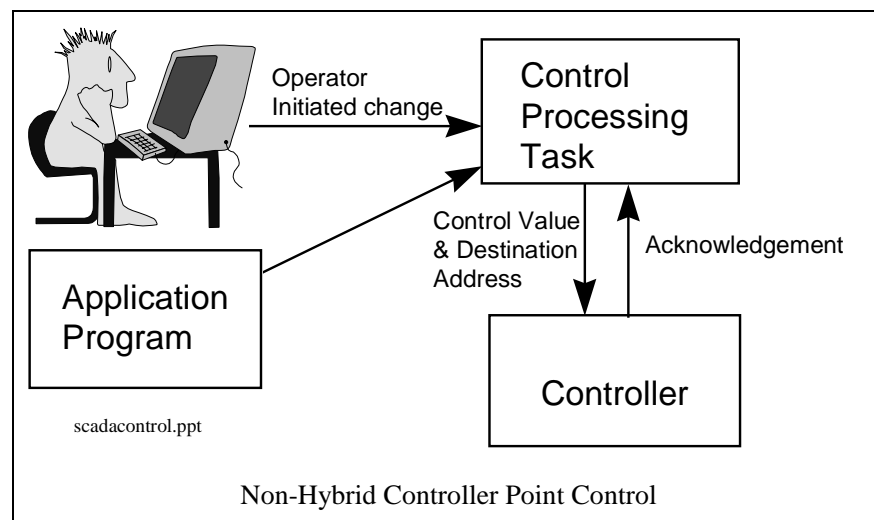 Operator
Initiated change
Control
Processing
Task
Control Value
& Destination
Address
Acknowledgement
Application
Program
Controller
scadacontrol.ppt
Non-Hybrid Controller Point Control